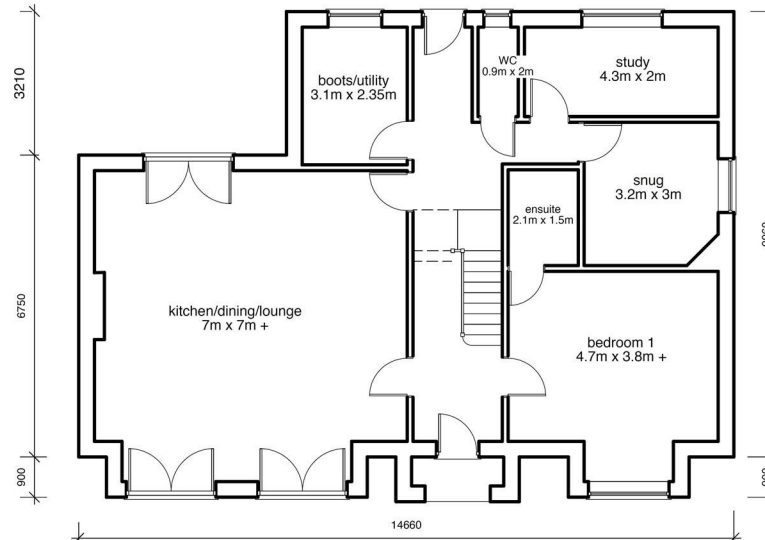 3210
boots/utility
3.1m x 2.35m
WC
0.9m x 2m
study
4.3m x 2m
snug
3.2m x 3m
ensuite
2.1m x 1.5m
6750
kitchen/dining/lounge
7m x 7m +
bedroom 1
4.7m x 3.8m +
900
14660